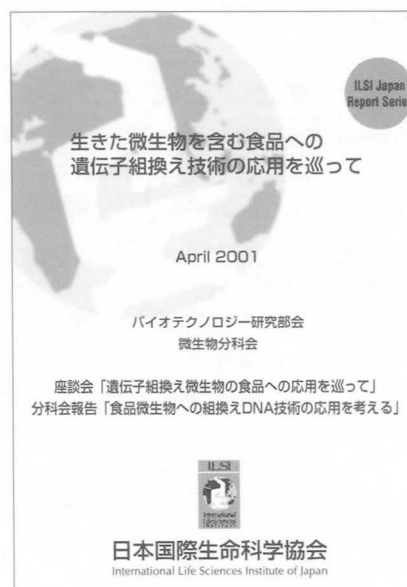 ILSI Japan
Report Serie
生きた微生物を含む食品への
遺伝子組換え技術の応用を巡って
April 2001
バイオテクノロジー研究部会
微生物分科会
座談会「遺伝子組換え微生物の食品への応用を巡って」
分科会報告「食品微生物への組換えDNA技術の応用を考える」
ILSI
日本国際生命科学協会
International Life Sciences Institute of Japan